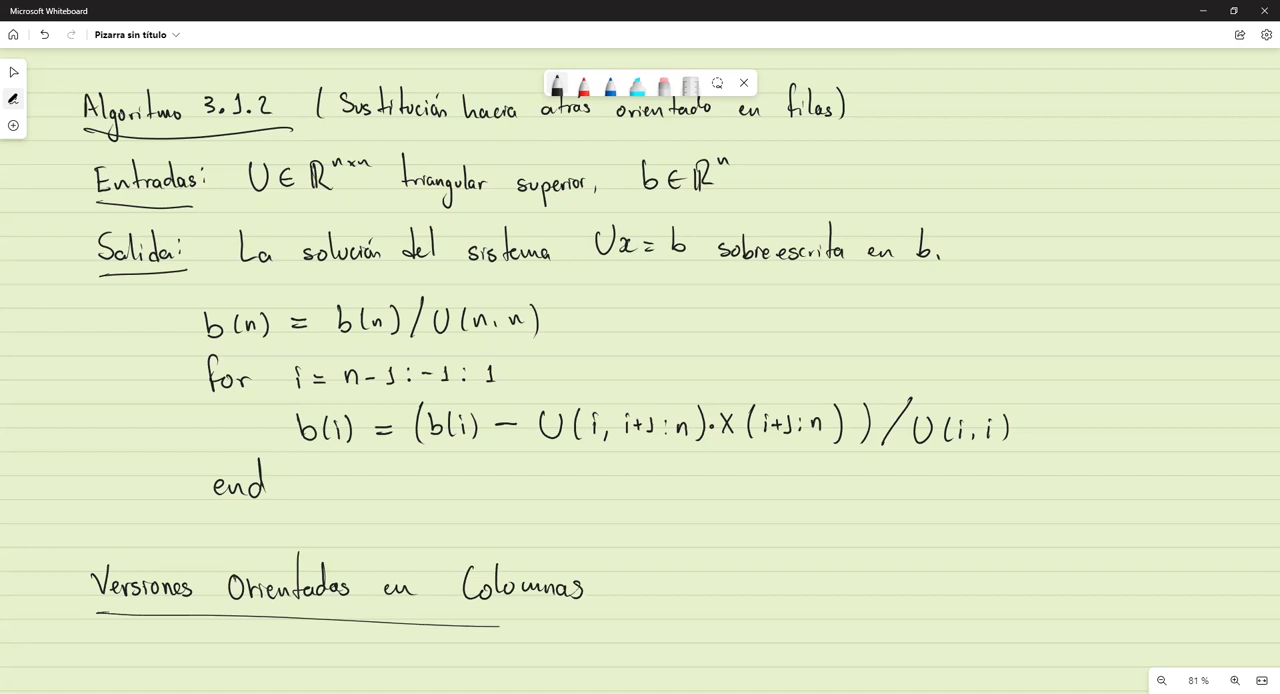 Microsoft Whiteboard
Pizarra sin título
Algoritmo 3.1.2 (Sustitución hacia atrás orientado en filas)
Entradas: U ∈ ℝⁿˣⁿ triangular superior, b ∈ ℝⁿ
Salida: La solución del sistema Ux = b sobreescrita en b.
b(n) = b(n)/U(n,n)
for i = n-1:-1:1
b(i) = (b(i) - U(i, i+1:n)·X(i+1:n))/U(i,i)
end
Versiones Orientadas en Columnas
81 %